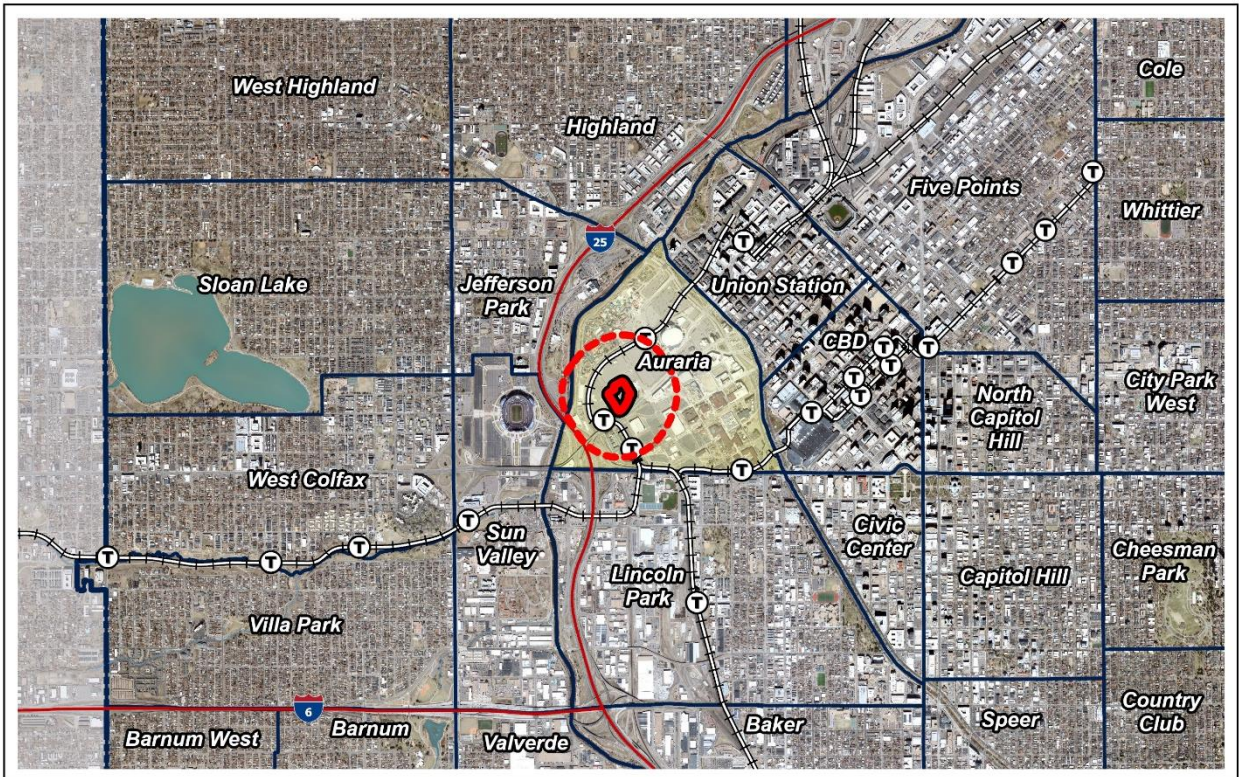 Cole
West Highland
Highland
Five Points
Whittier
25
Sloan Lake
Jefferson
Park
Union Station
T
T
T
T
T
Auraria
CBD
T
T
T
T
T
City Park
West
North
Capitol
Hill
T
T
T
T
West Colfax
T
Sun
Valley
Civic
Center
Cheesman
Park
T
T
T
Lincoln
Park
Capitol Hill
T
Villa Park
6
Barnum West
Barnum
Valverde
Baker
Speer
Country
Club